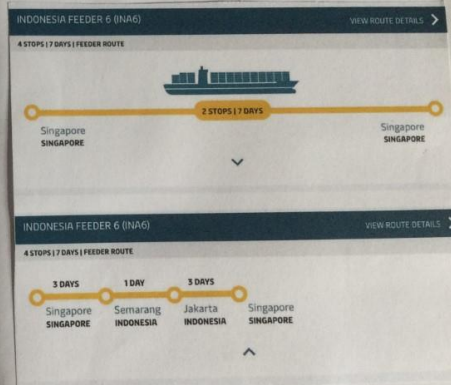 INDONESIA FEEDER 6 (INA6) VIEW ROUTE DETAILS
4 STOPS | 7 DAYS | FEEDER ROUTE
2 STOPS | 7 DAYS
Singapore Singapore
SINGAPORE SINGAPORE
INDONESIA FEEDER 6 (INA6) VIEW ROUTE DETAILS
4 STOPS | 7 DAYS | FEEDER ROUTE
3 DAYS 1 DAY 3 DAYS
Singapore Semarang Jakarta Singapore
SINGAPORE INDONESIA INDONESIA SINGAPORE